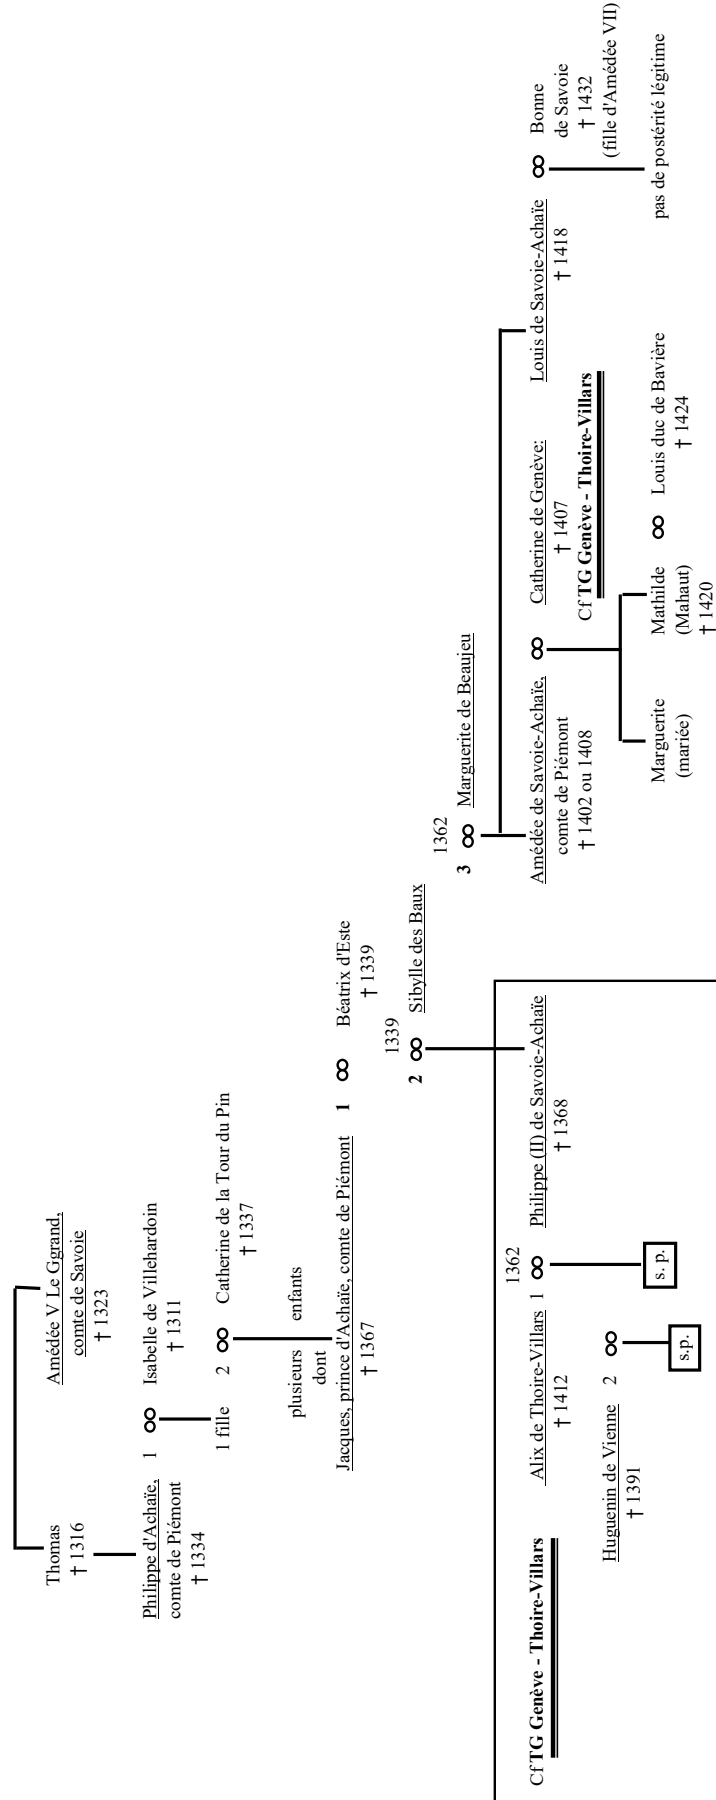 Thomas
† 1316
Amédée V Le Ggrand,
comte de Savoie
† 1323
Philippe d'Achaïe,
comte de Piémont
† 1334
1
Isabelle de Villehardoin
† 1311
1 fille
2
Catherine de la Tour du Pin
† 1337
plusieurs enfants
dont
Jacques, prince d'Achaïe, comte de Piémont
† 1367
1
Béatrix d'Este
† 1339
1339
2
Sibylle des Baux
1362
3
Marguerite de Beaujeu
Cf TG Genève - Thoire-Villars
Alix de Thoire-Villars
† 1412
1
1362
Philippe (II) de Savoie-Achaïe
† 1368
s. p.
Huguenin de Vienne
† 1391
2
s.p.
Amédée de Savoie-Achaïe,
comte de Piémont
† 1402 ou 1408
Catherine de Genève:
† 1407
Cf TG Genève - Thoire-Villars
Louis de Savoie-Achaïe
† 1418
Bonne
de Savoie
† 1432
(fille d'Amédée VII)
pas de postérité légitime
Marguerite
(mariée)
Mathilde
(Mahaut)
† 1420
Louis duc de Bavière
† 1424